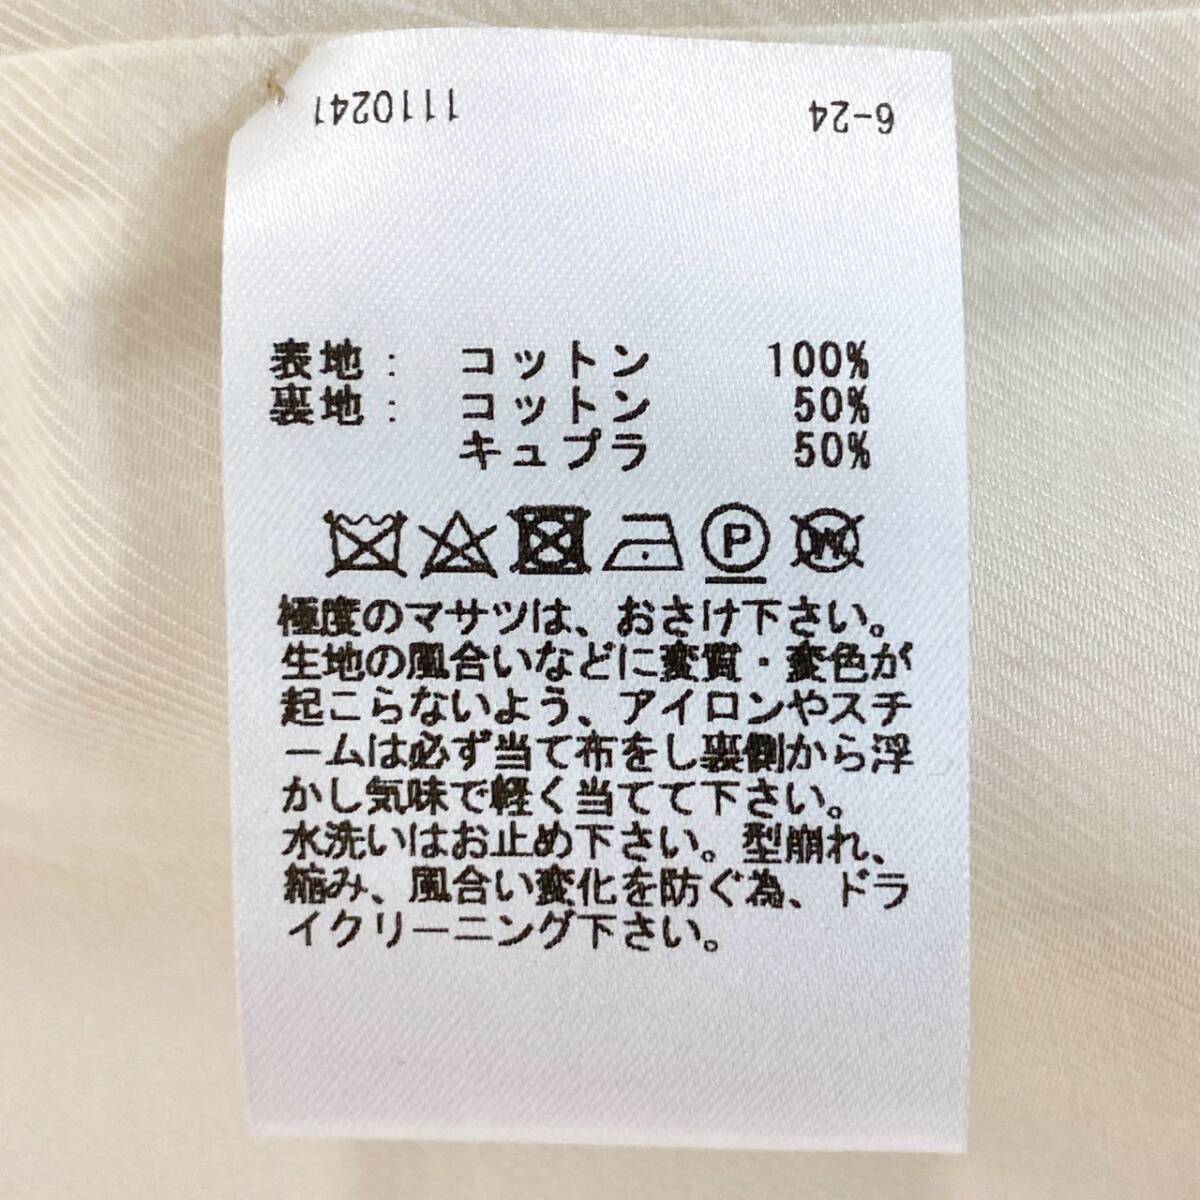 1110241
6-24
表地： コットン 100%
裏地： コットン 50%
キュプラ 50%
P W
極度のマサツは、おさけ下さい。
生地の風合いなどに変質・変色が
起こらないよう、アイロンやスチ
ームは必ず当て布をし裏側から浮
かし気味で軽く当てて下さい。
水洗いはお止め下さい。型崩れ、
縮み、風合い変化を防ぐ為、ドラ
イクリーニング下さい。